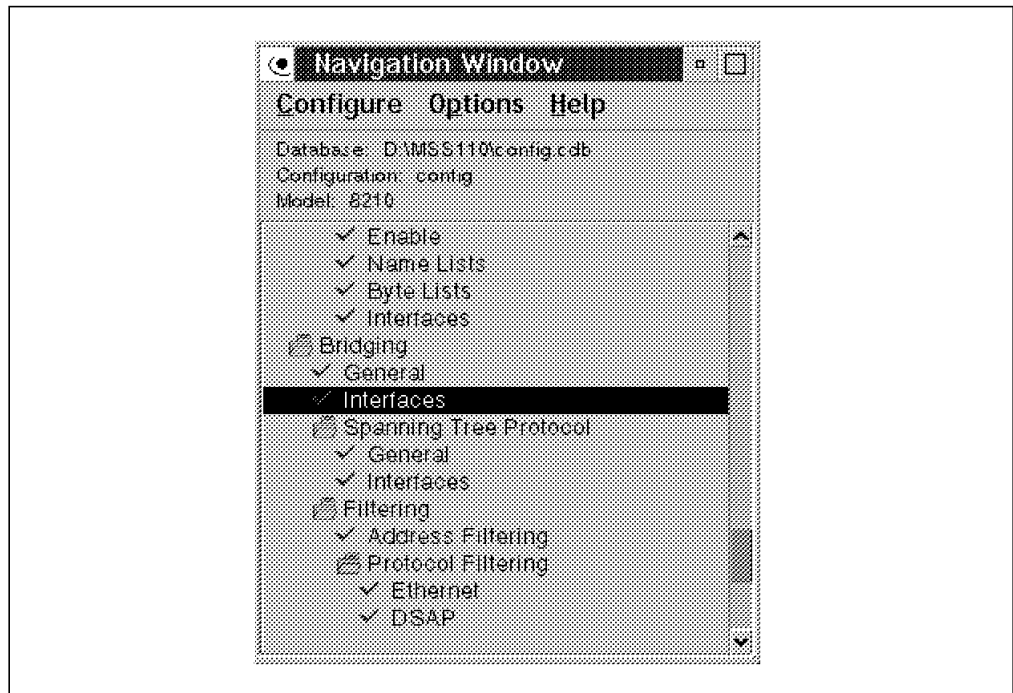 Navigation Window
Configure Options Help
Database: D:\MSS110\config.cdb
Configuration: config
Model: 8210
Enable
Name Lists
Byte Lists
Interfaces
Bridging
General
Interfaces
Spanning Tree Protocol
General
Interfaces
Filtering
Address Filtering
Protocol Filtering
Ethernet
DSAP